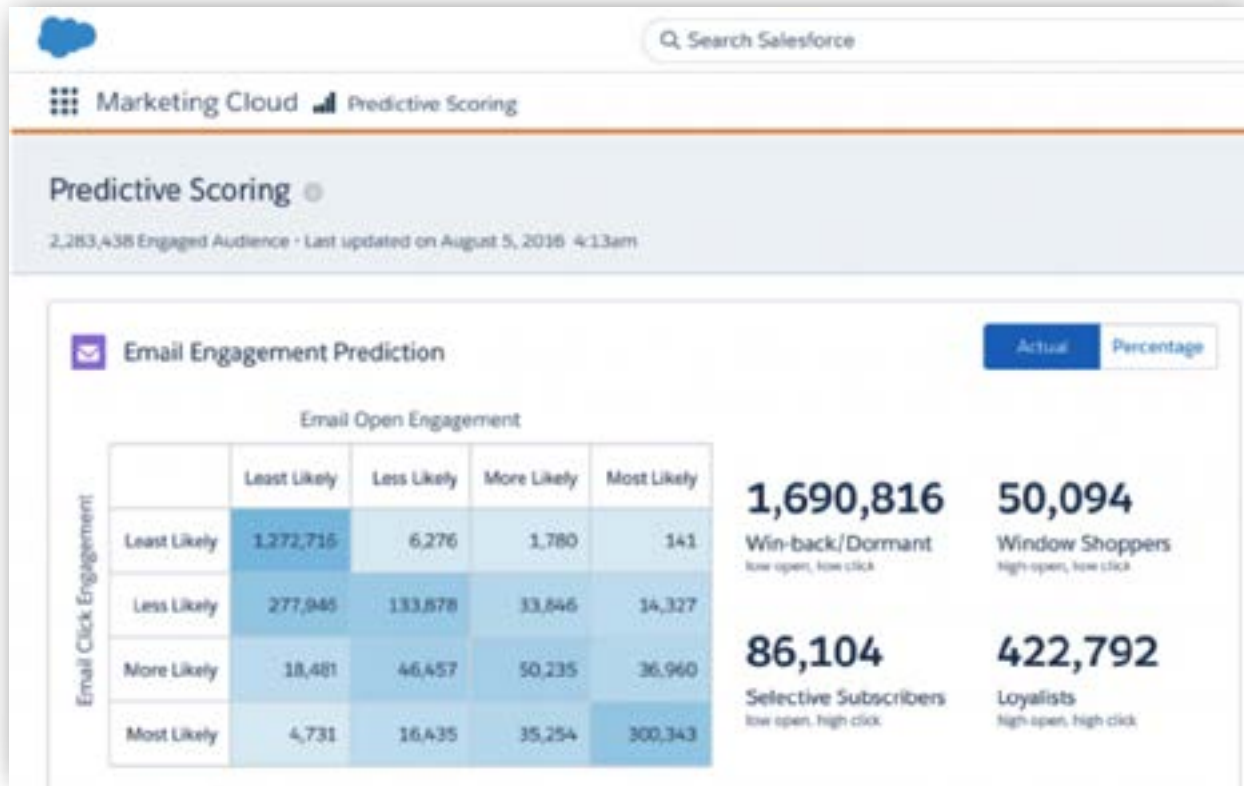 Search Salesforce
Marketing Cloud Predictive Scoring
Predictive Scoring
2,283,438 Engaged Audience · Last updated on August 5, 2016 4:13am
Email Engagement Prediction
Actual Percentage
Email Open Engagement
Email Click Engagement
Least Likely Less Likely More Likely Most Likely
Least Likely 1,272,716 6,276 1,780 141
Less Likely 277,946 133,878 33,846 14,327
More Likely 18,481 46,457 50,235 36,960
Most Likely 4,731 16,435 35,254 300,343
1,690,816
Win-back/Dormant
low open, low click
50,094
Window Shoppers
high open, low click
86,104
Selective Subscribers
low open, high click
422,792
Loyalists
high open, high click